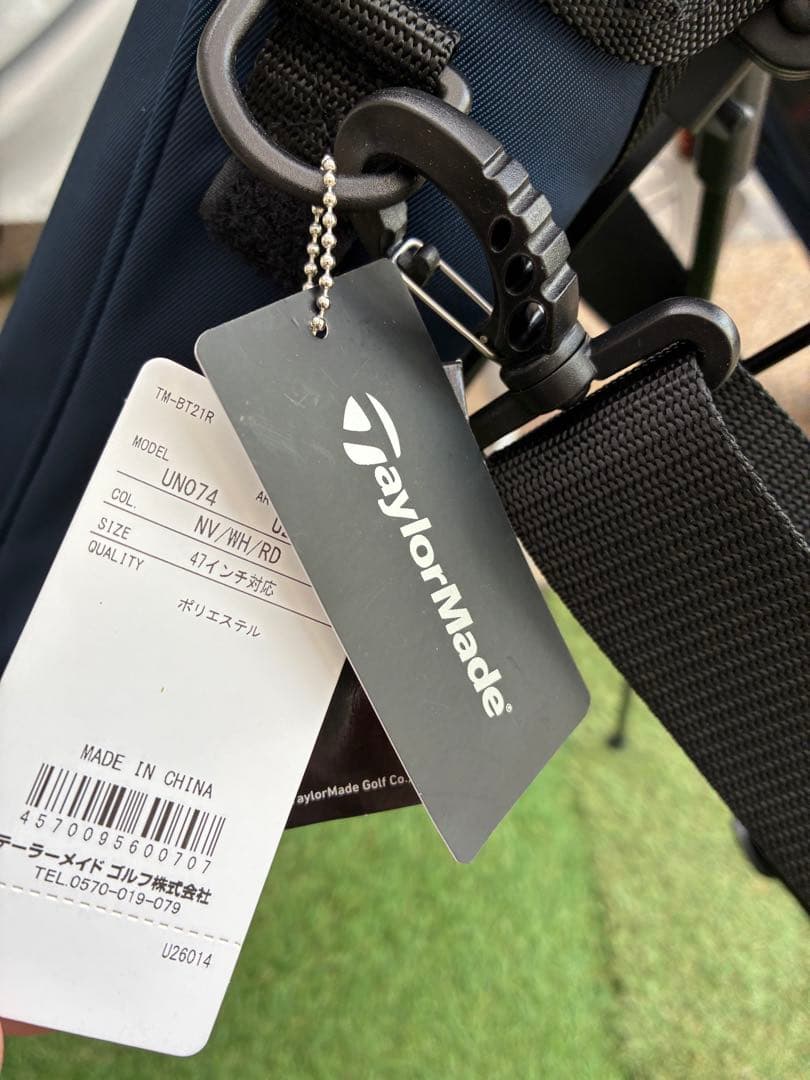 TM-BT21R
MODEL
UN074
COL.
NV/WH/RD
SIZE
47インチ対応
QUALITY
ポリエステル
MADE IN CHINA
4570095600707
テーラーメイド ゴルフ株式会社
TEL.0570-019-079
U26014
TaylorMade®
aylorMade Golf Co.